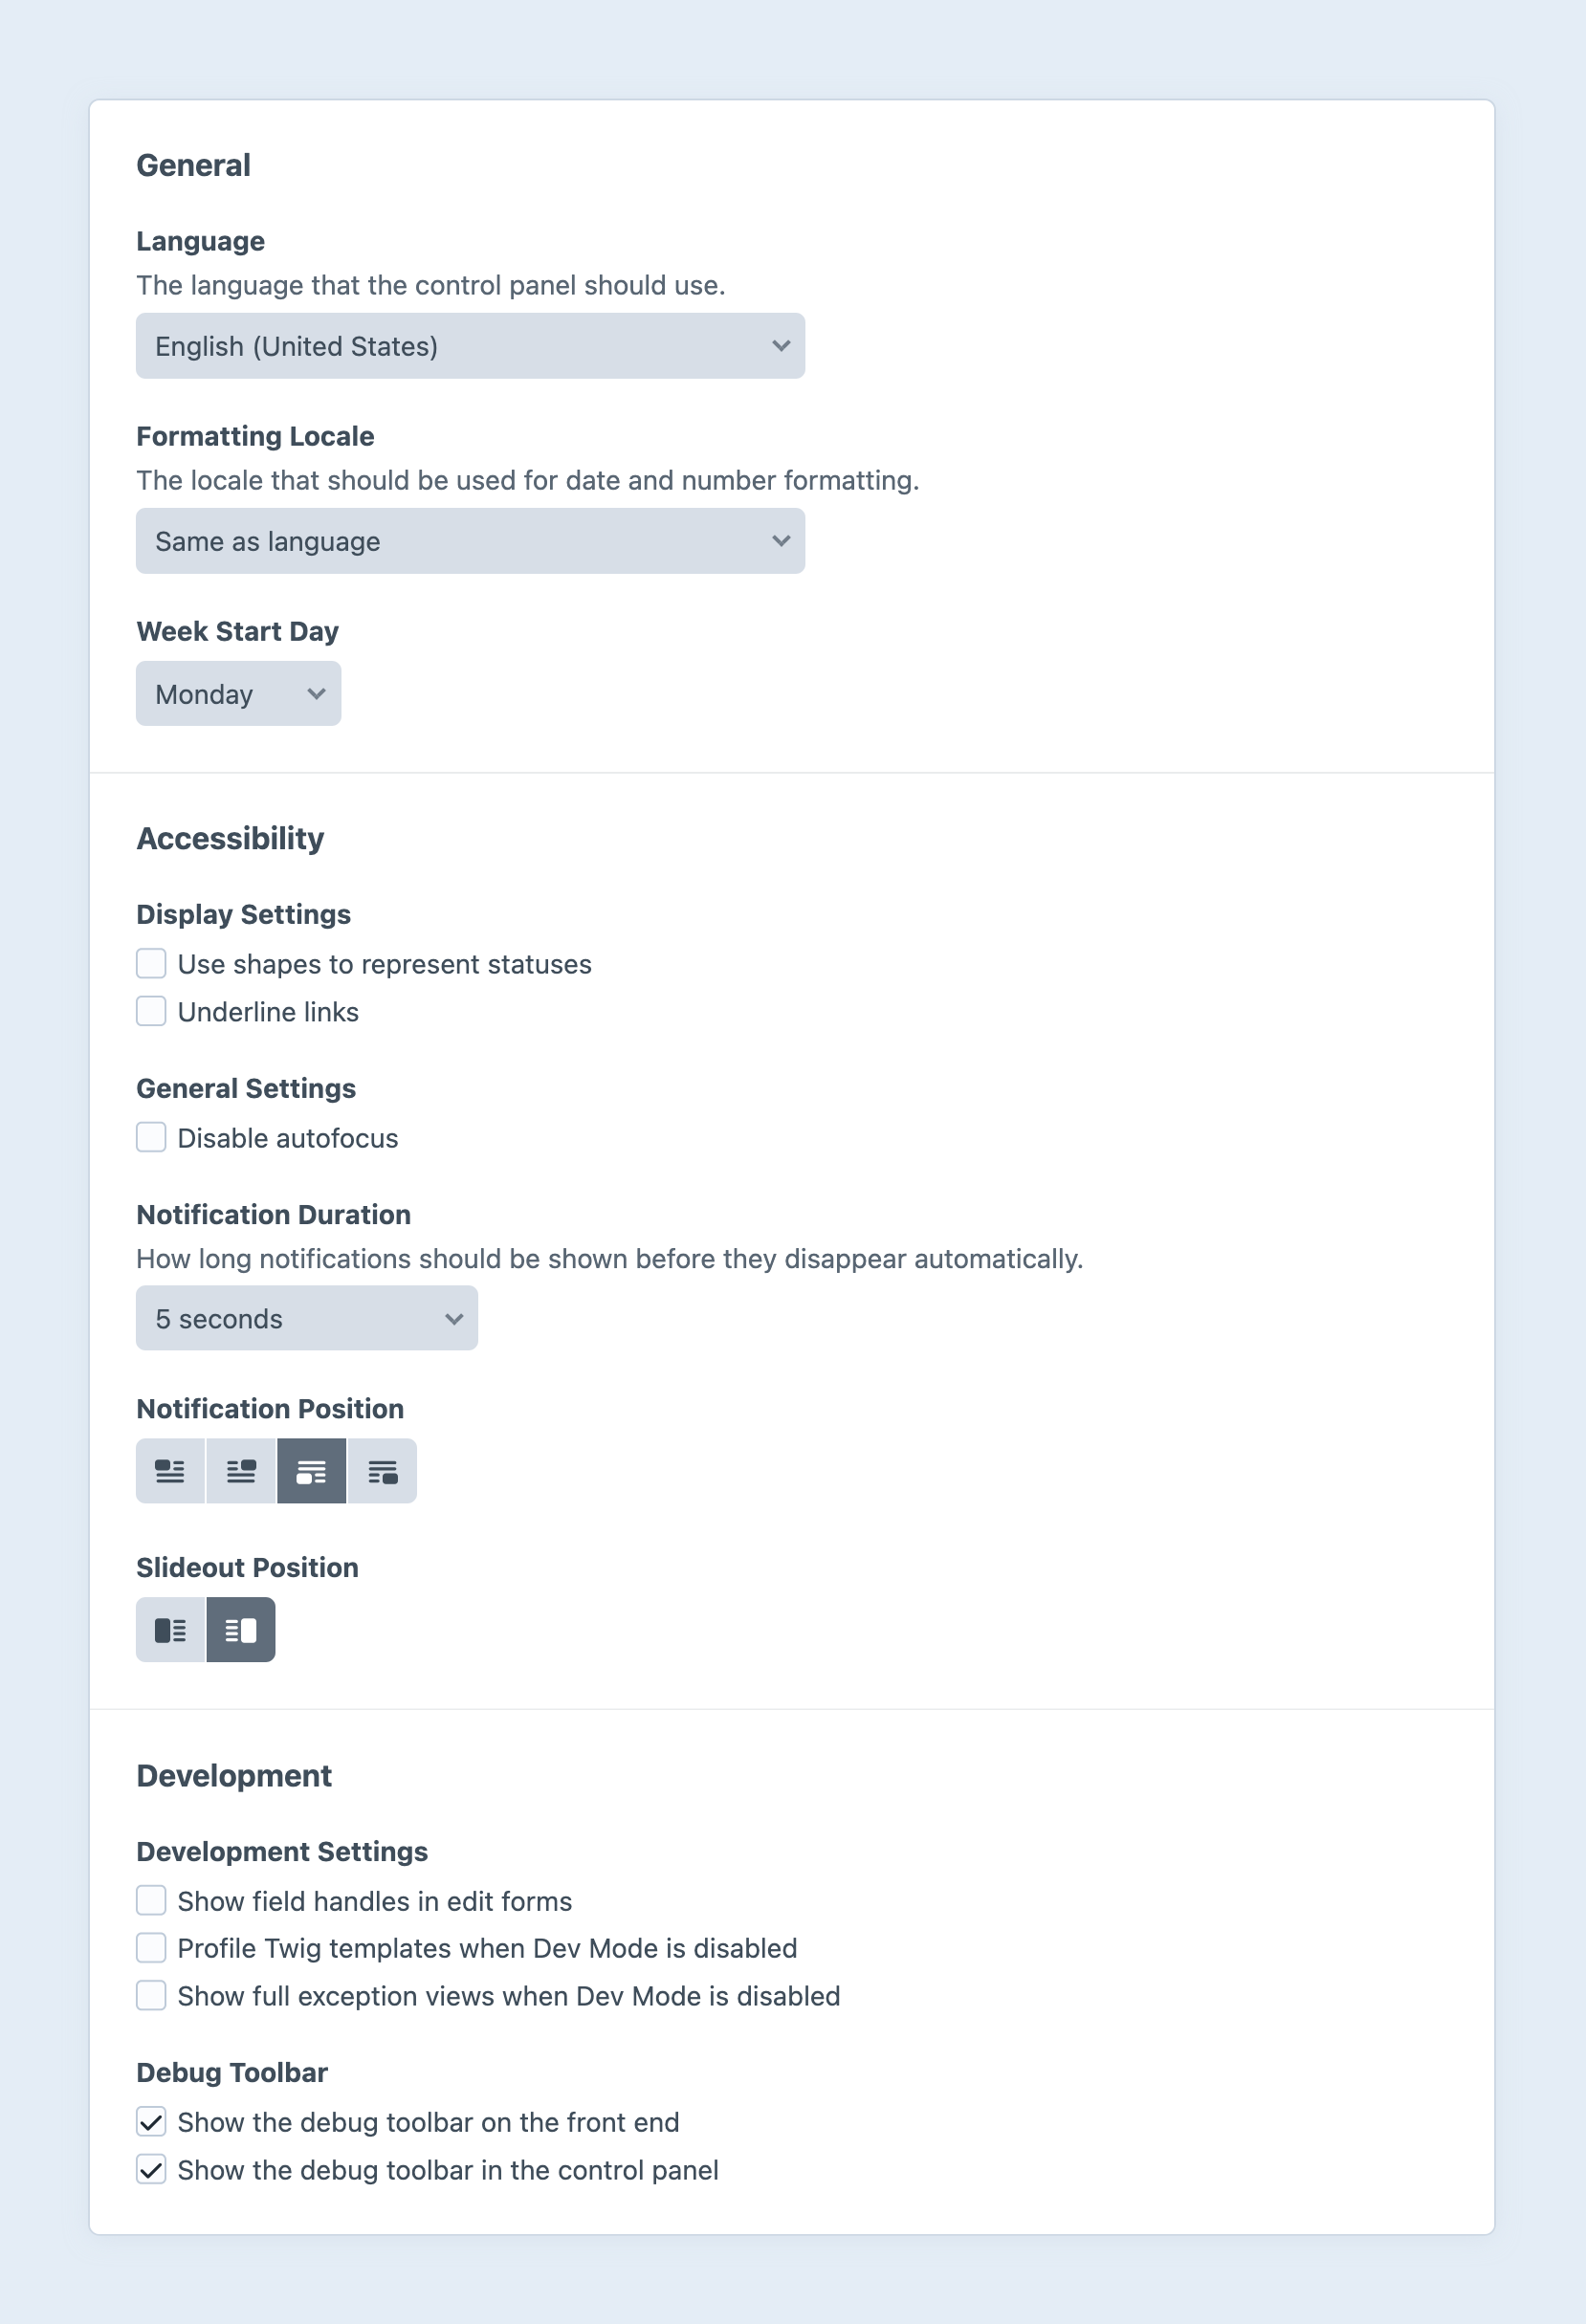 General
Language
The language that the control panel should use.
English (United States)
Formatting Locale
The locale that should be used for date and number formatting.
Same as language
Week Start Day
Monday
Accessibility
Display Settings
Use shapes to represent statuses
Underline links
General Settings
Disable autofocus
Notification Duration
How long notifications should be shown before they disappear automatically.
5 seconds
Notification Position
Slideout Position
Development
Development Settings
Show field handles in edit forms
Profile Twig templates when Dev Mode is disabled
Show full exception views when Dev Mode is disabled
Debug Toolbar
Show the debug toolbar on the front end
Show the debug toolbar in the control panel